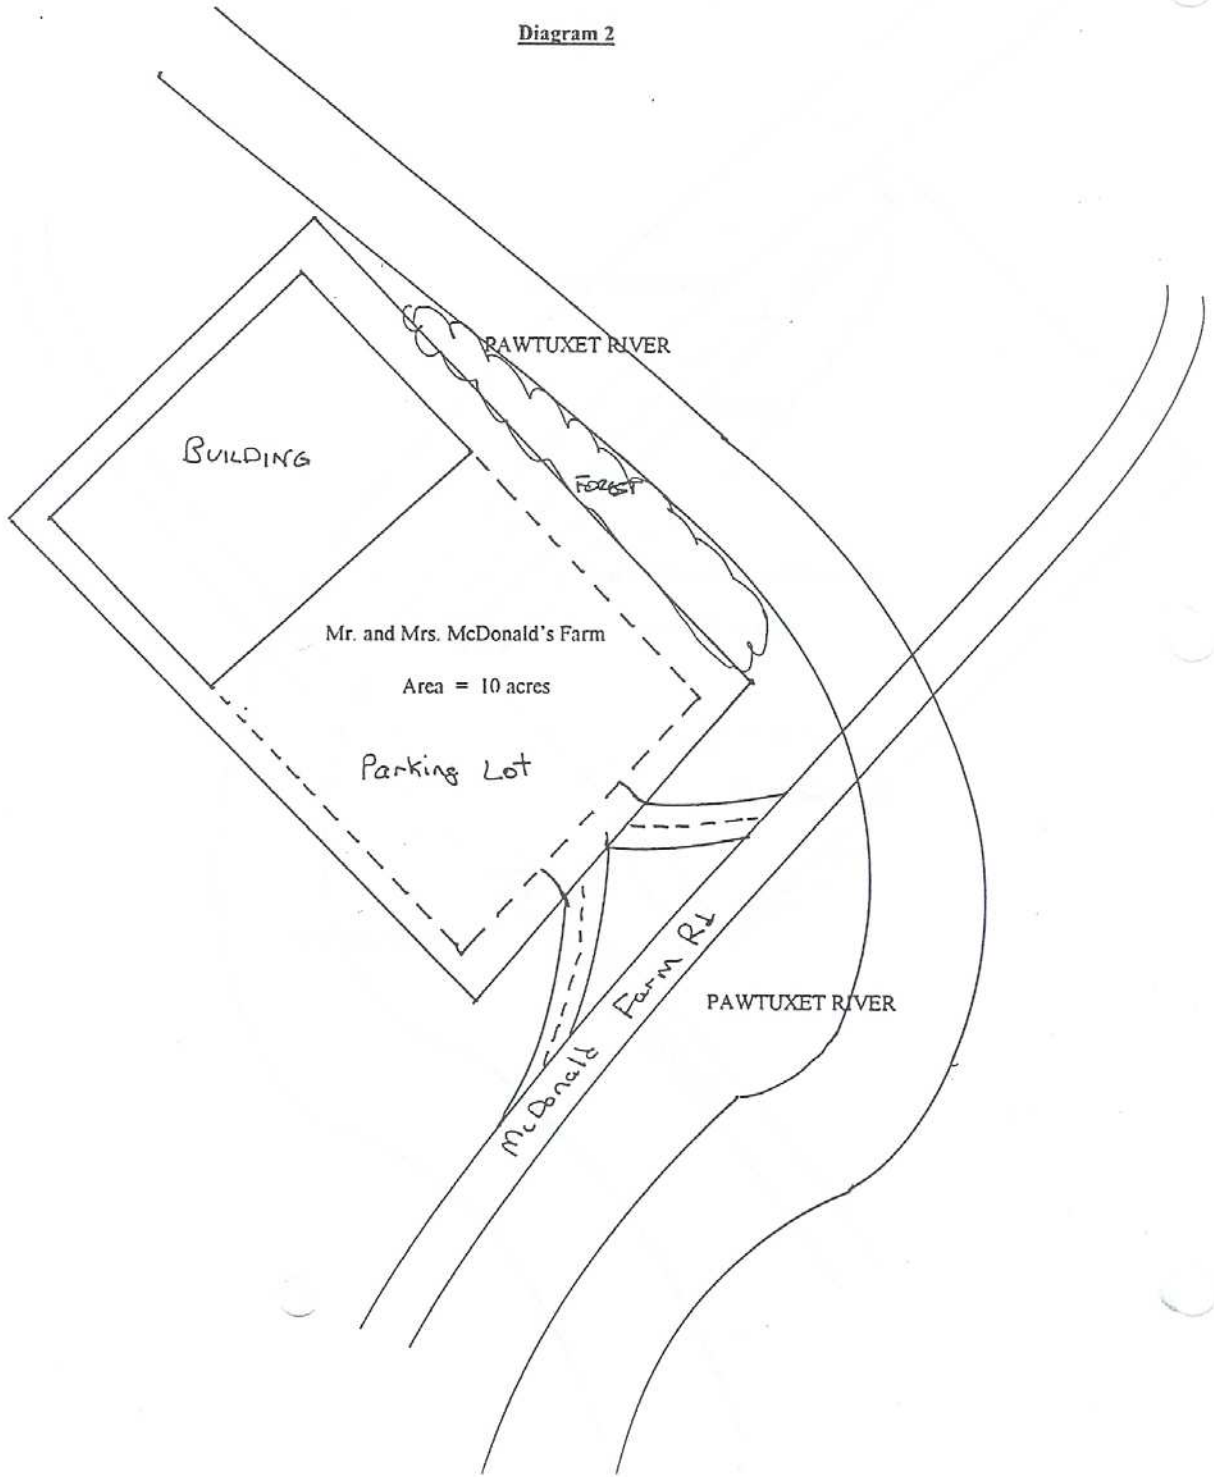 Diagram 2
PAWTUXET RIVER
BUILDING
FOREST
Mr. and Mrs. McDonald's Farm
Area = 10 acres
Parking Lot
McDonald Farm Rd
PAWTUXET RIVER